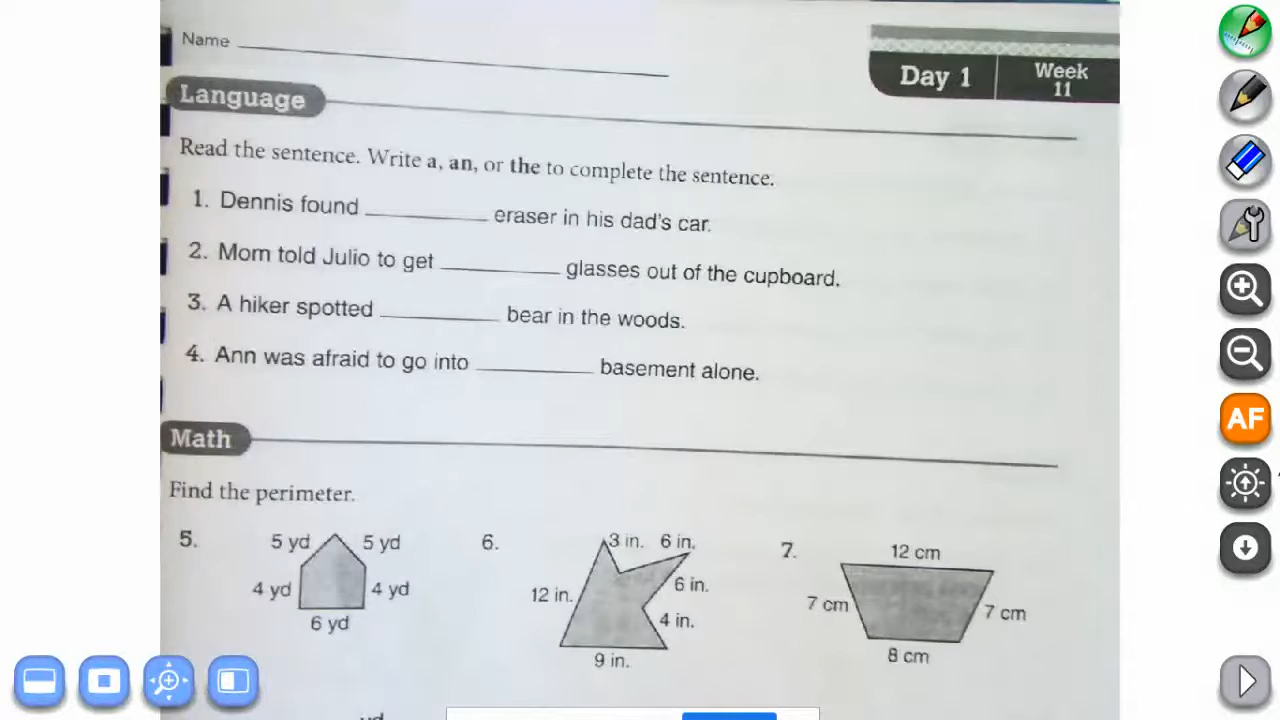 Name
Day 1
Week
11
Language
Read the sentence. Write a, an, or the to complete the sentence.
1. Dennis found ________ eraser in his dad's car.
2. Mom told Julio to get ________ glasses out of the cupboard.
3. A hiker spotted ________ bear in the woods.
4. Ann was afraid to go into ________ basement alone.
Math
Find the perimeter.
5.
5 yd 5 yd
4 yd 4 yd
6 yd
6.
3 in. 6 in.
6 in.
12 in.
4 in.
9 in.
7.
12 cm
7 cm 7 cm
8 cm
AF